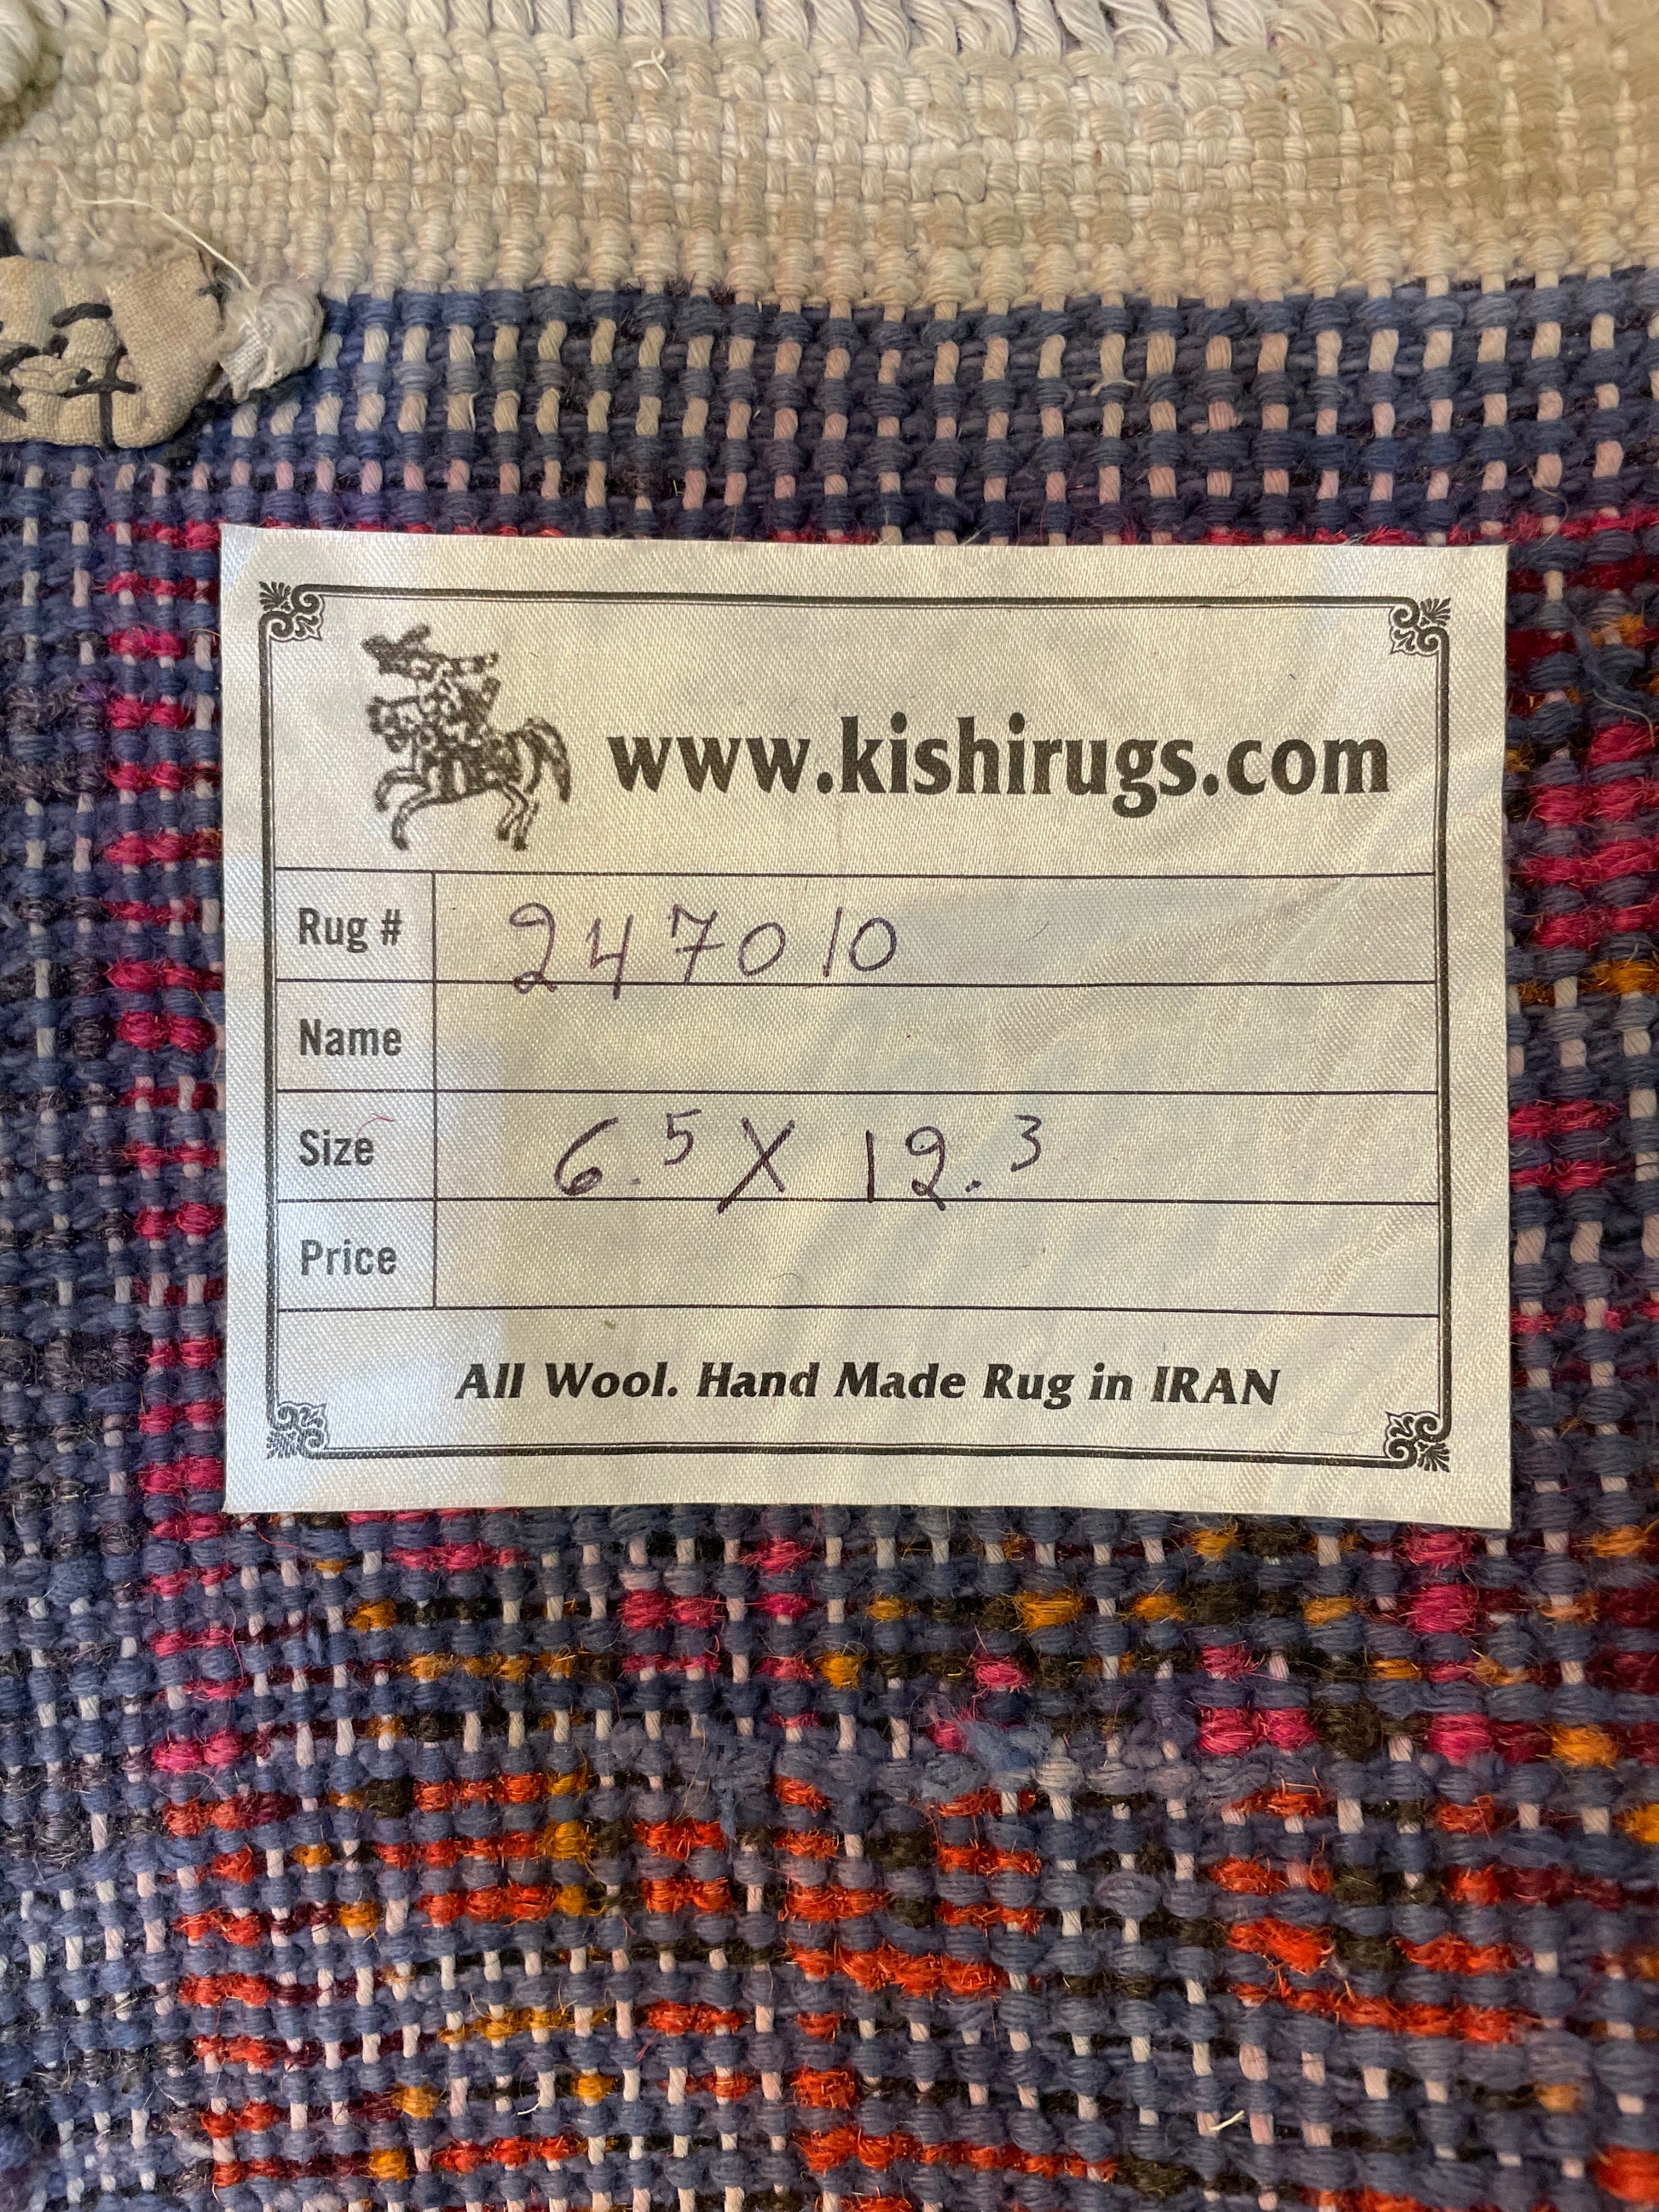 www.kishirugs.com
Rug # 247010
Name
Size 6.5 X 12.3
Price
All Wool. Hand Made Rug in IRAN